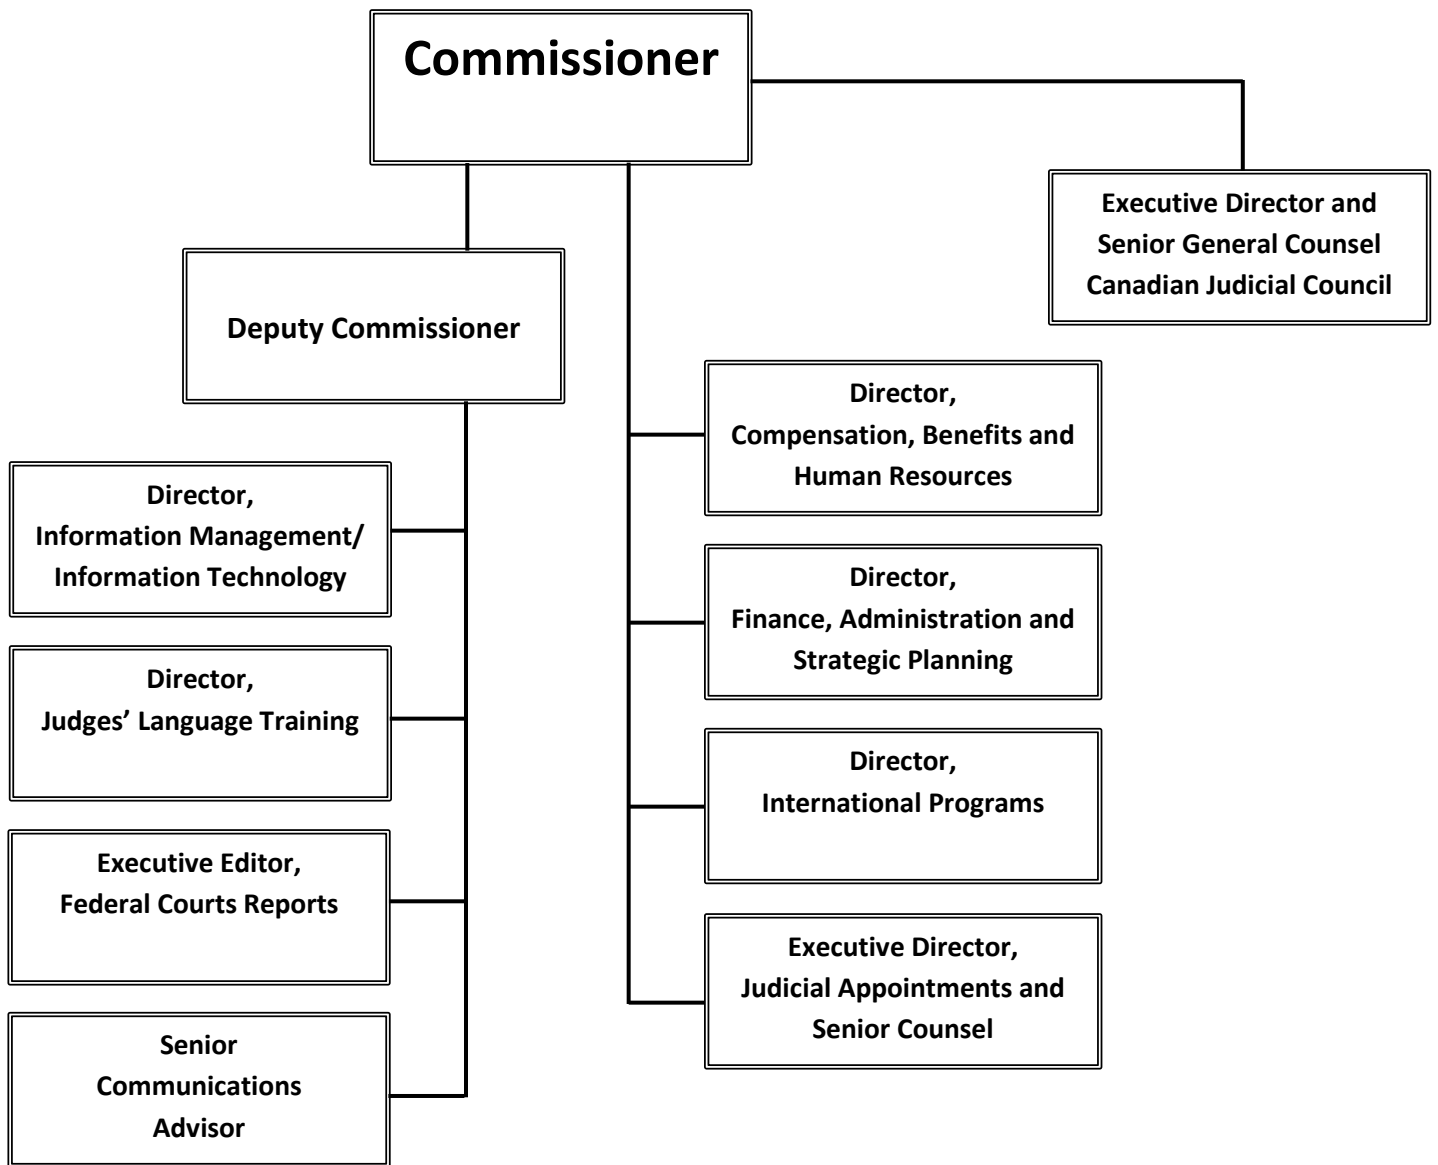 Commissioner
Executive Director and
Senior General Counsel
Canadian Judicial Council
Deputy Commissioner
Director,
Information Management/
Information Technology
Director,
Judges’ Language Training
Executive Editor,
Federal Courts Reports
Senior
Communications
Advisor
Director,
Compensation, Benefits and
Human Resources
Director,
Finance, Administration and
Strategic Planning
Director,
International Programs
Executive Director,
Judicial Appointments and
Senior Counsel